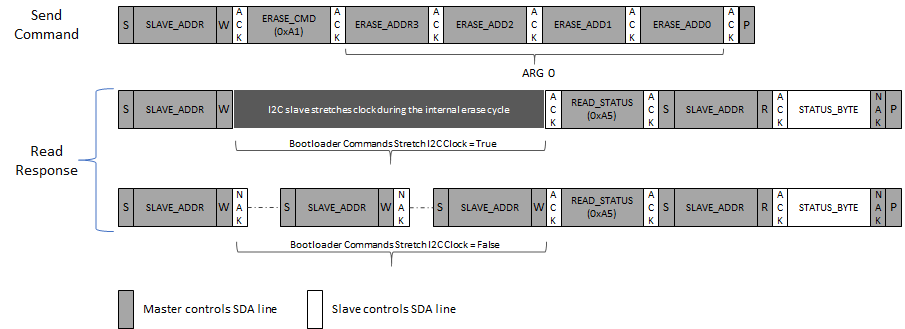 Send
Command
S SLAVE_ADDR W ACK ERASE_CMD (0xA1) ACK ERASE_ADDR3 ACK ERASE_ADD2 ACK ERASE_ADD1 ACK ERASE_ADD0 ACK P
ARG 0
Read
Response
S SLAVE_ADDR W I2C slave stretches clock during the internal erase cycle ACK READ_STATUS (0xA5) ACK S SLAVE_ADDR R ACK STATUS_BYTE NAK P
Bootloader Commands Stretch I2C Clock = True
S SLAVE_ADDR W NAK S SLAVE_ADDR W NAK S SLAVE_ADDR W ACK READ_STATUS (0xA5) ACK S SLAVE_ADDR R ACK STATUS_BYTE NAK P
Bootloader Commands Stretch I2C Clock = False
Master controls SDA line
Slave controls SDA line